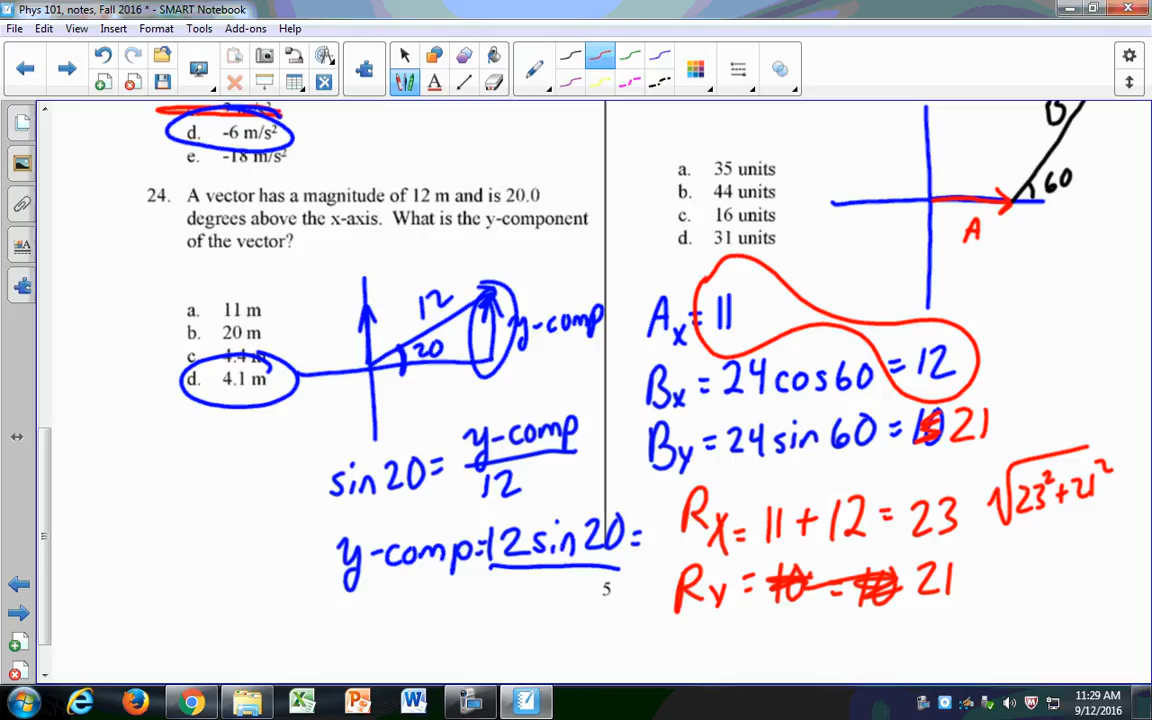 Phys 101, notes, Fall 2016 * - SMART Notebook
File Edit View Insert Format Tools Add-ons Help
d. -6 m/s²
e. -18 m/s²
24. A vector has a magnitude of 12 m and is 20.0
degrees above the x-axis. What is the y-component
of the vector?
a. 11 m
b. 20 m
c. 4.4 m
d. 4.1 m
12
20
y-comp
sin 20 = y-comp
12
y-comp = 12 sin 20 =
5
B
60
A
a. 35 units
b. 44 units
c. 16 units
d. 31 units
Ax = 11
Bx = 24 cos 60 = 12
By = 24 sin 60 = 21
Rx = 11 + 12 = 23 √23² + 21²
Ry = 21
11:29 AM
9/12/2016